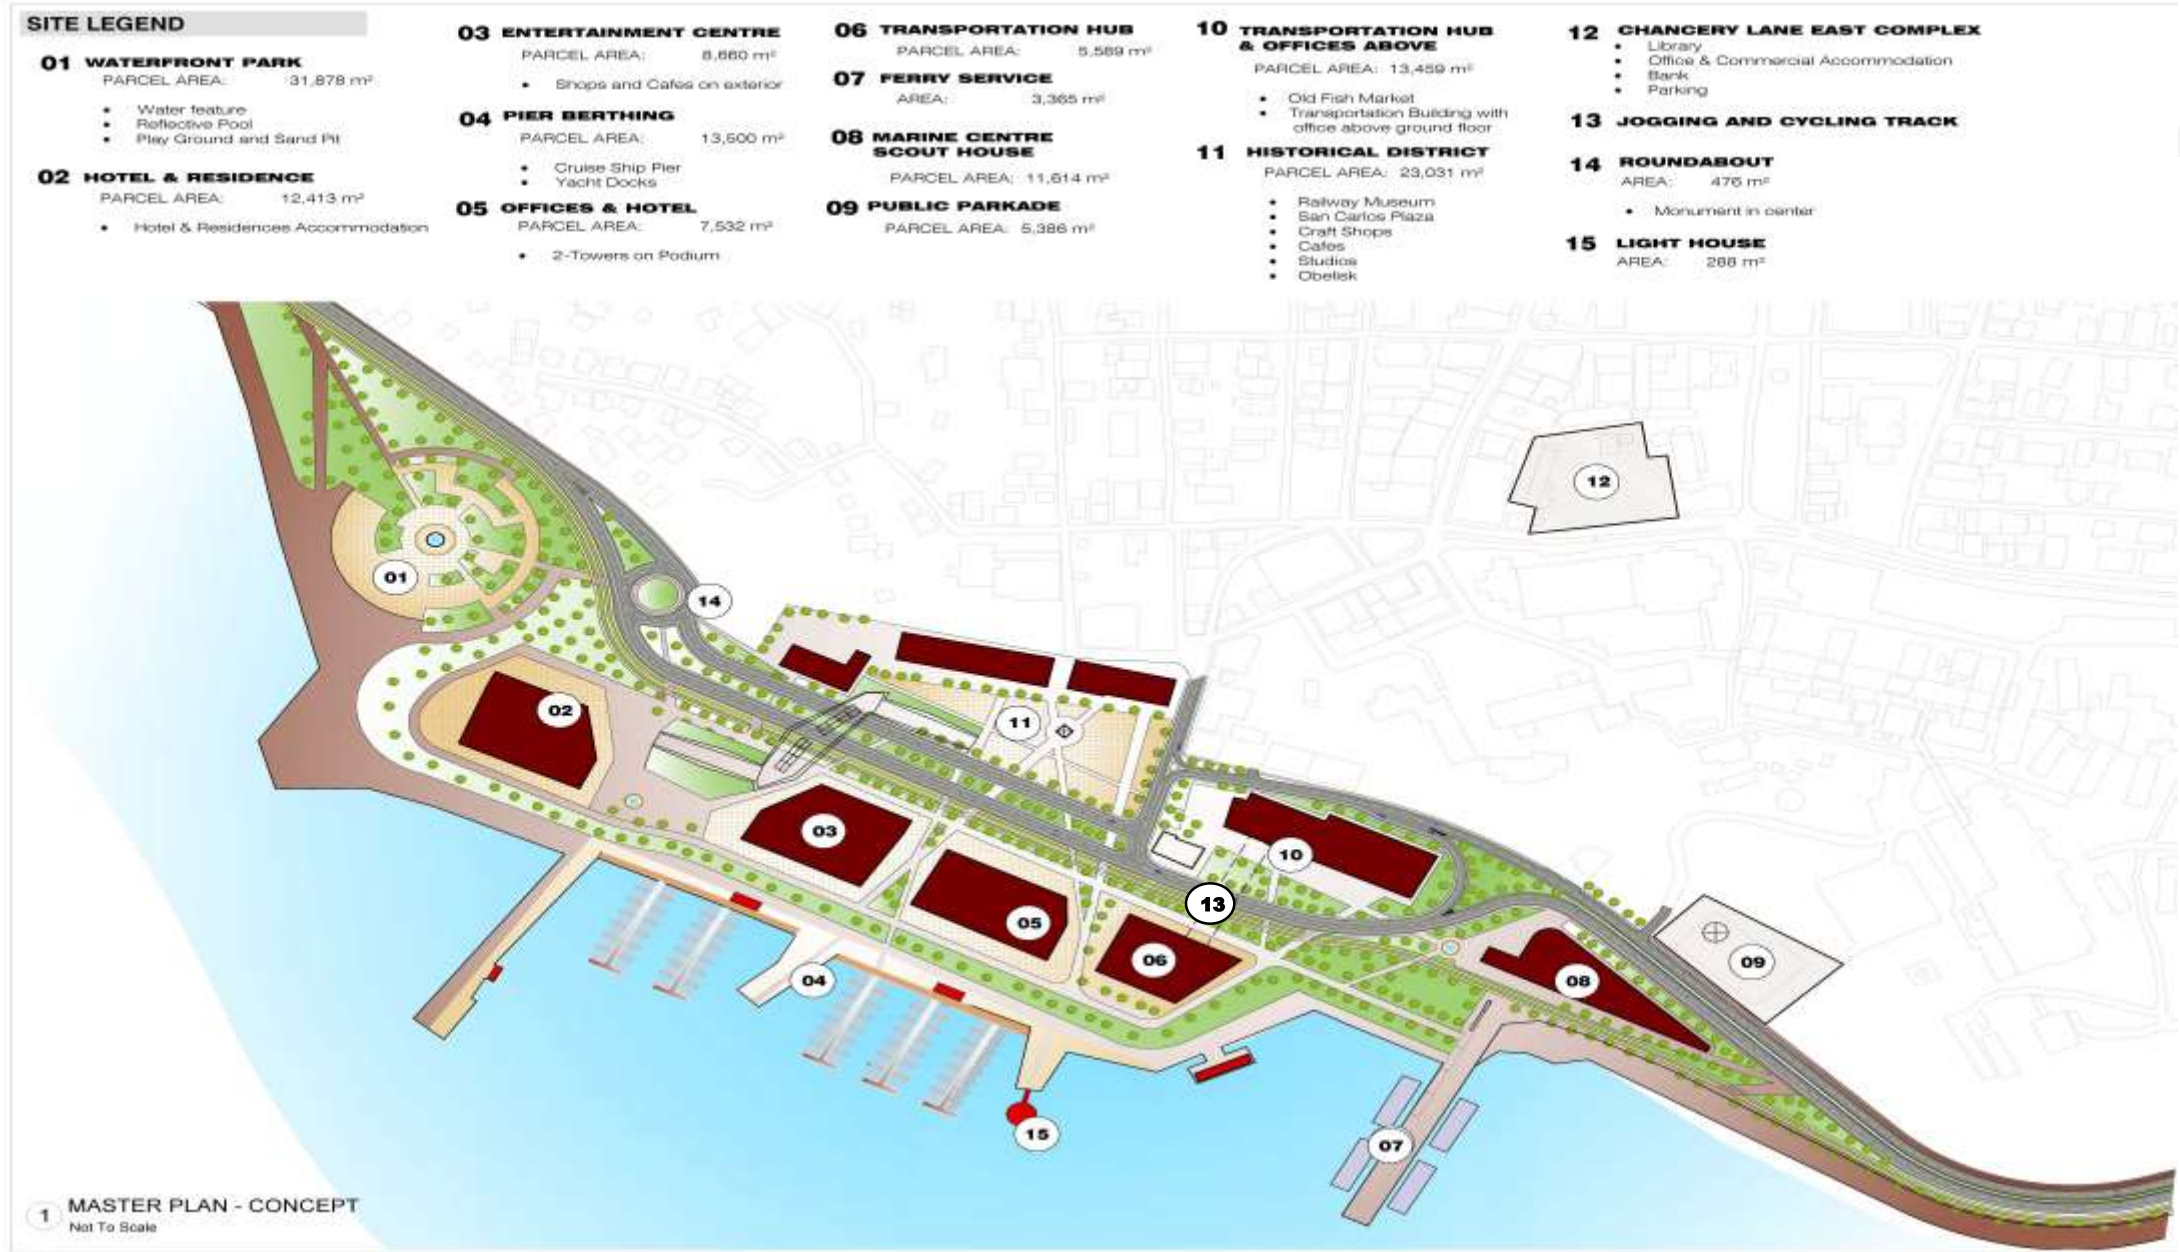 SITE LEGEND
01 WATERFRONT PARK
PARCEL AREA: 31,878 m²
• Water feature
• Reflective Pool
• Play Ground and Sand Pit
02 HOTEL & RESIDENCE
PARCEL AREA: 12,413 m²
• Hotel & Residences Accommodation
03 ENTERTAINMENT CENTRE
PARCEL AREA: 8,660 m²
• Shops and Cafes on exterior
04 PIER BERTHING
PARCEL AREA: 13,500 m²
• Cruise Ship Pier
• Yacht Docks
05 OFFICES & HOTEL
PARCEL AREA: 7,532 m²
• 2-Towers on Podium
06 TRANSPORTATION HUB
PARCEL AREA: 5,589 m²
07 FERRY SERVICE
AREA: 3,365 m²
08 MARINE CENTRE
SCOUT HOUSE
PARCEL AREA: 11,614 m²
09 PUBLIC PARKADE
PARCEL AREA: 5,386 m²
10 TRANSPORTATION HUB
& OFFICES ABOVE
PARCEL AREA: 13,459 m²
• Old Fish Market
• Transportation Building with
office above ground floor
11 HISTORICAL DISTRICT
PARCEL AREA: 23,031 m²
• Railway Museum
• San Carlos Plaza
• Craft Shops
• Cafes
• Studios
• Obelisk
12 CHANCERY LANE EAST COMPLEX
• Library
• Office & Commercial Accommodation
• Bank
• Parking
13 JOGGING AND CYCLING TRACK
14 ROUNDABOUT
AREA: 476 m²
• Monument in center
15 LIGHT HOUSE
AREA: 288 m²
12
01
14
02
11
03
10
13
05
06
09
04
08
15
07
1 MASTER PLAN - CONCEPT
Not To Scale